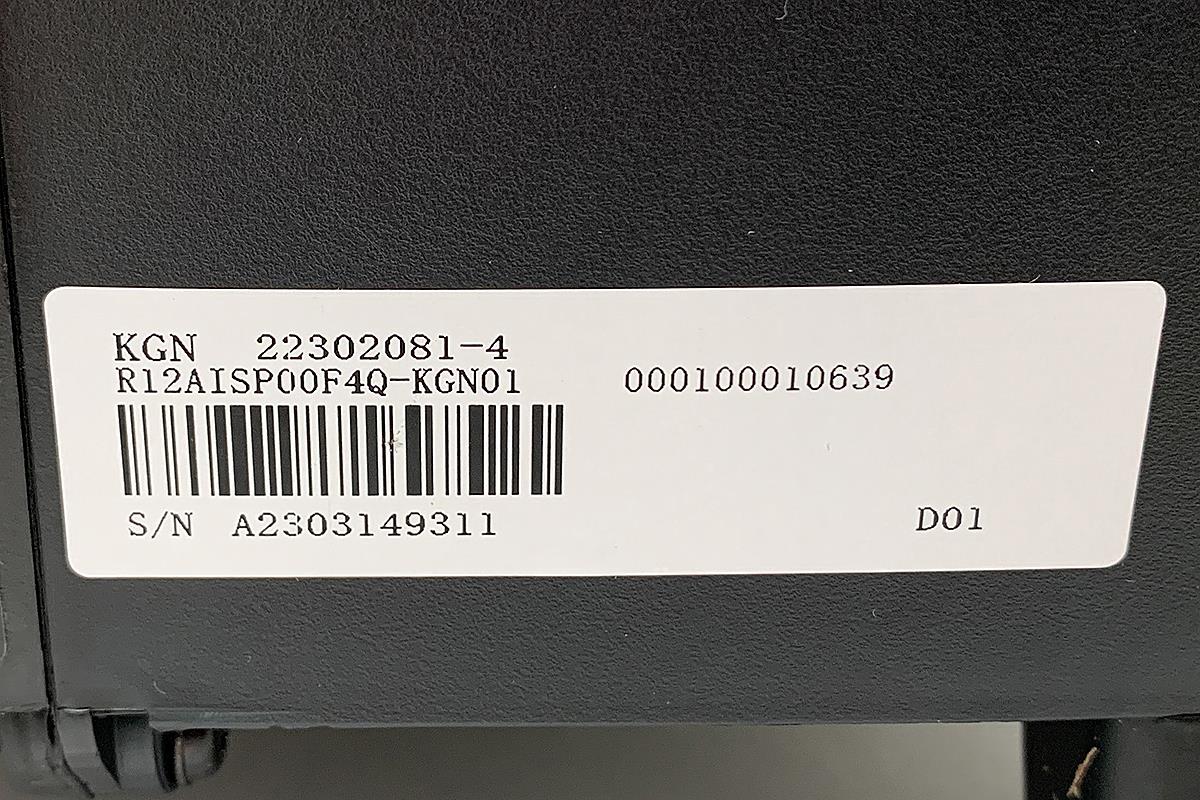 KGN 22302081-4
R12AISP00F4Q-KGN01 000100010639
S/N A2303149311
D01